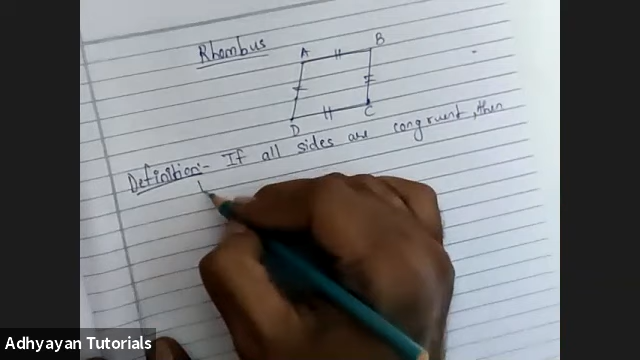 Rhombus
A
B
D
C
Definition:- If all sides are congruent, then
Adhyayan Tutorials